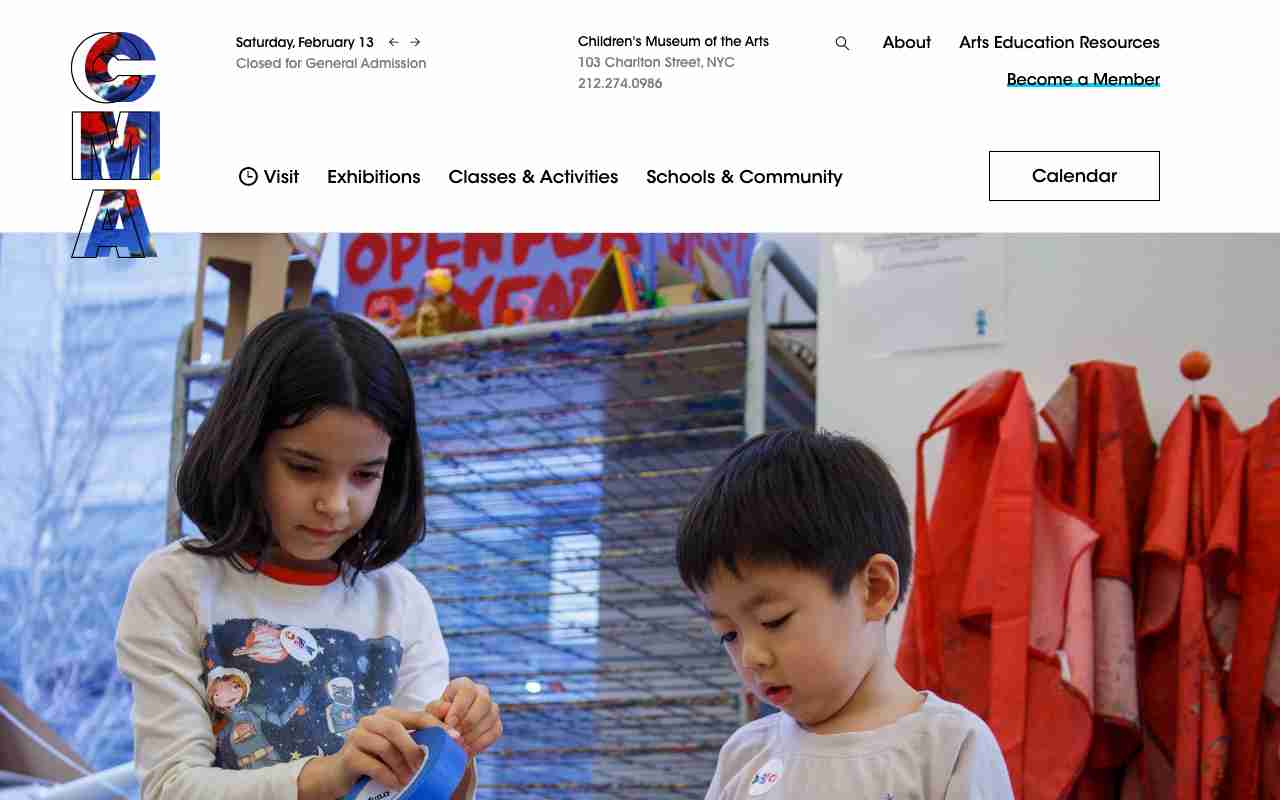 CMA
Saturday, February 13 ← →
Closed for General Admission
Children's Museum of the Arts
103 Charlton Street, NYC
212.274.0986
About
Arts Education Resources
Become a Member
Visit
Exhibitions
Classes & Activities
Schools & Community
Calendar
OPEN FOR